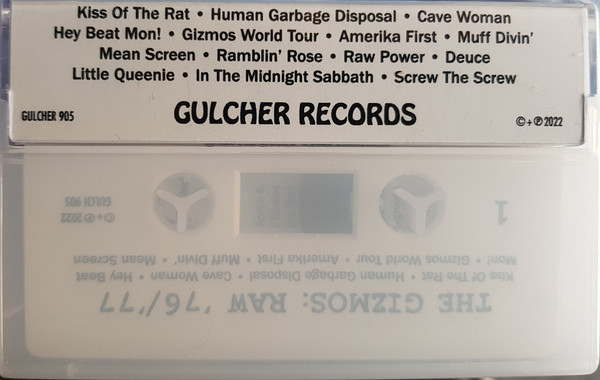 Kiss Of The Rat • Human Garbage Disposal • Cave Woman
Hey Beat Mon! • Gizmos World Tour • Amerika First • Muff Divin'
Mean Screen • Ramblin' Rose • Raw Power • Deuce
Little Queenie • In The Midnight Sabbath • Screw The Screw
GULCHER 905
GULCHER RECORDS
©+℗2022
THE GIZMOS: RAW '76/'77
Kiss Of The Rat • Human Garbage Disposal • Cave Woman • Hey Beat
Mon! • Gizmos World Tour • Amerika First • Muff Divin' • Mean Screen
1
©+℗ 2022
GULCH 905